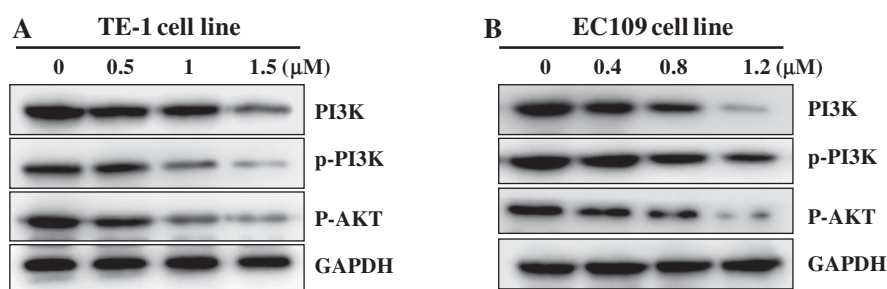 A TE-1 cell line
0 0.5 1 1.5 (μM)
PI3K
p-PI3K
P-AKT
GAPDH
B EC109 cell line
0 0.4 0.8 1.2 (μM)
PI3K
p-PI3K
P-AKT
GAPDH